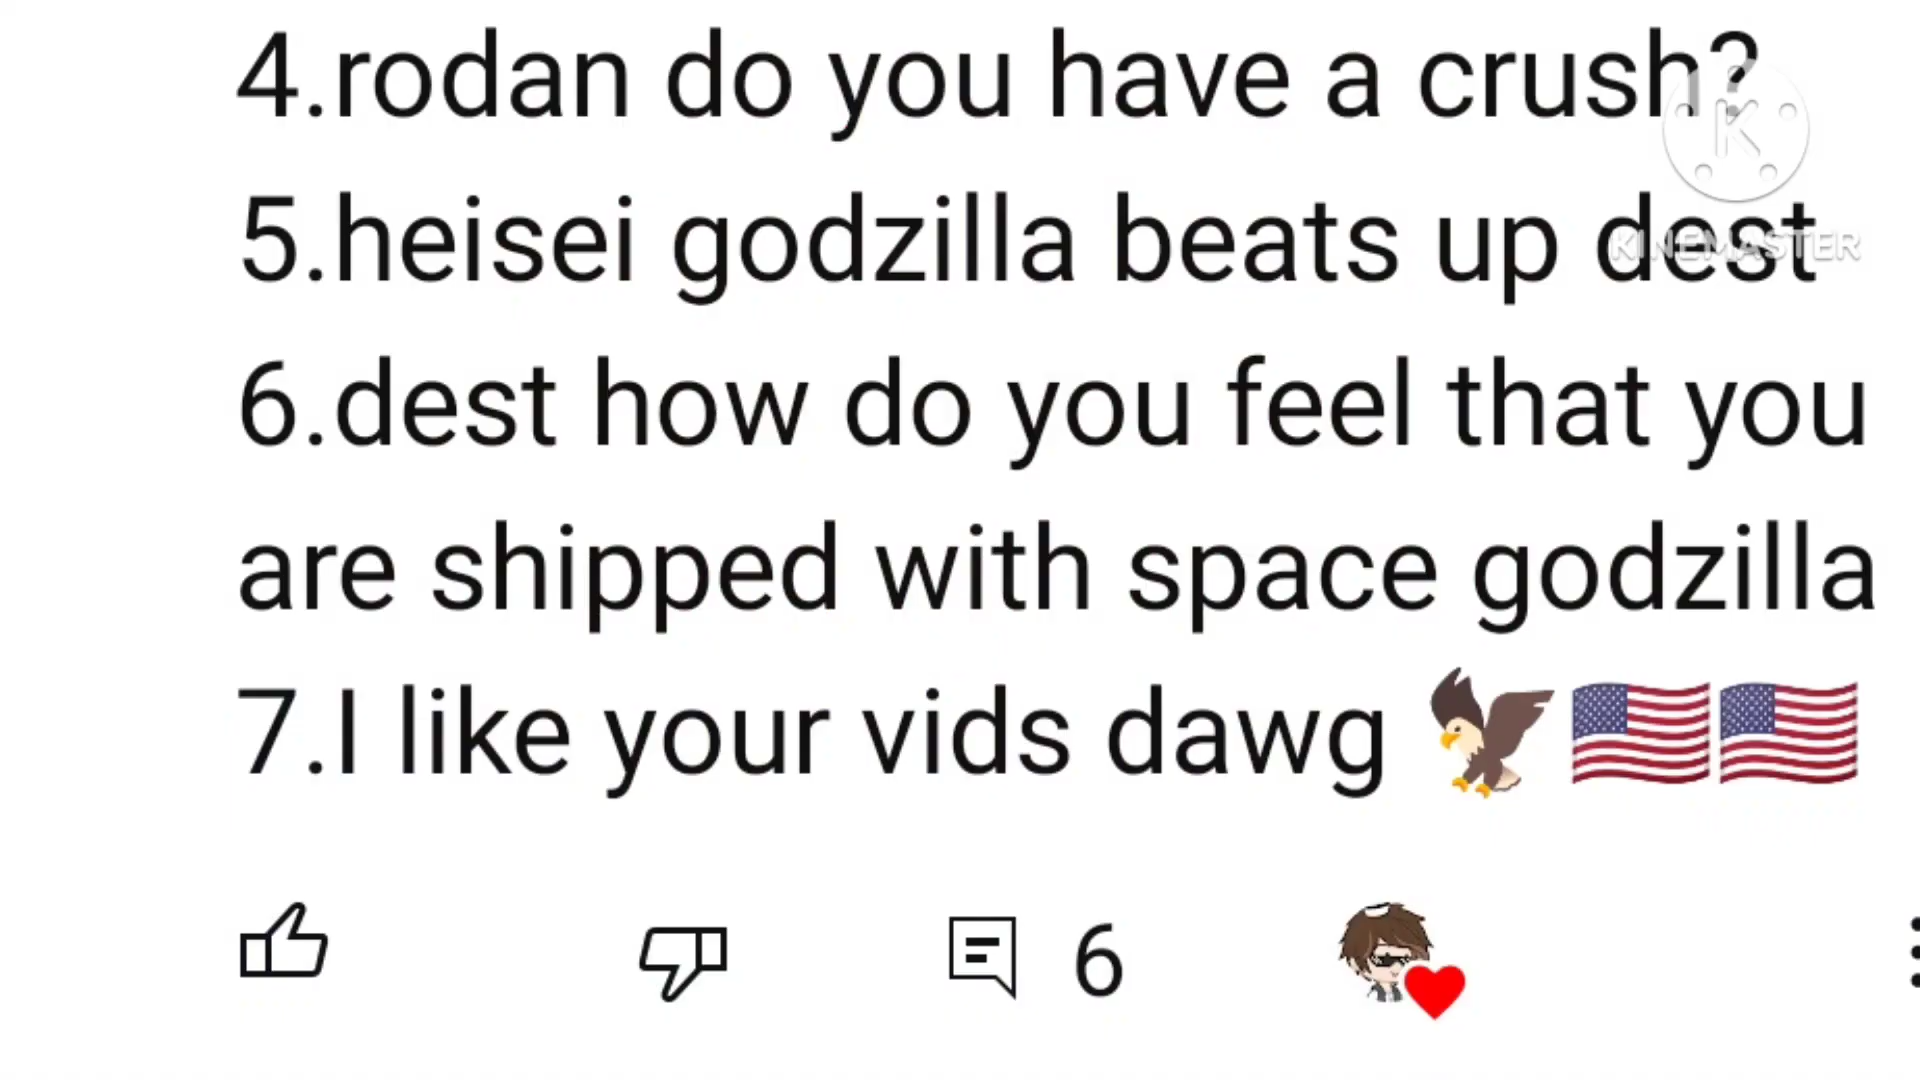 4.rodan do you have a crush?
5.heisei godzilla beats up dest
KINEMASTER
6.dest how do you feel that you
are shipped with space godzilla
7.I like your vids dawg 🦅🇺🇸🇺🇸
6